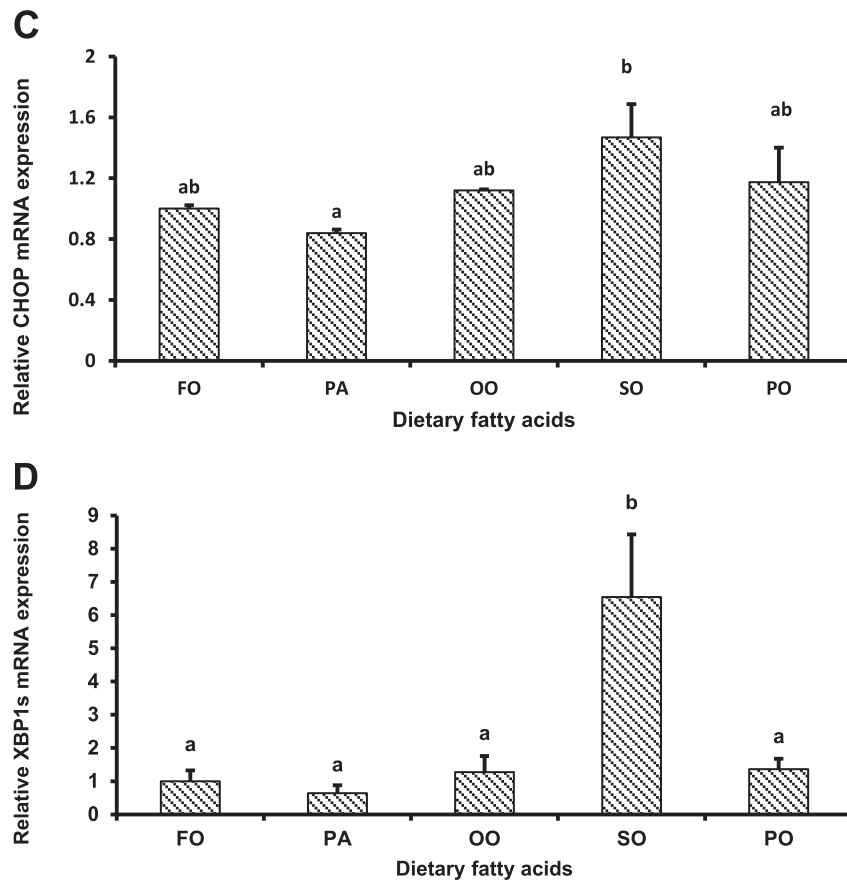 C
Relative CHOP mRNA expression
2
1.6
1.2
0.8
0.4
0
ab
a
ab
b
ab
FO PA OO SO PO
Dietary fatty acids
D
Relative XBP1s mRNA expression
9
8
7
6
5
4
3
2
1
0
a
a
a
b
a
FO PA OO SO PO
Dietary fatty acids